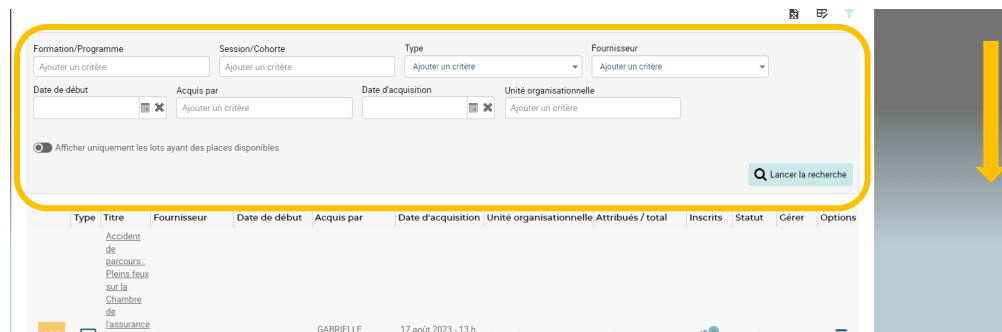 Formation/Programme Session/Cohorte Type Fournisseur
Ajouter un critère Ajouter un critère Ajouter un critère Ajouter un critère
Date de début Acquis par Date d'acquisition Unité organisationnelle
Ajouter un critère Ajouter un critère
Afficher uniquement les lots ayant des places disponibles
Lancer la recherche
Type Titre Fournisseur Date de début Acquis par Date d'acquisition Unité organisationnelle Attribués / total Inscrits Statut Gérer Options
Accident
de
parcours :
Pleins feux
sur la
Chambre
de
l'assurance
GABRIELLE 17 août 2023 - 13 h